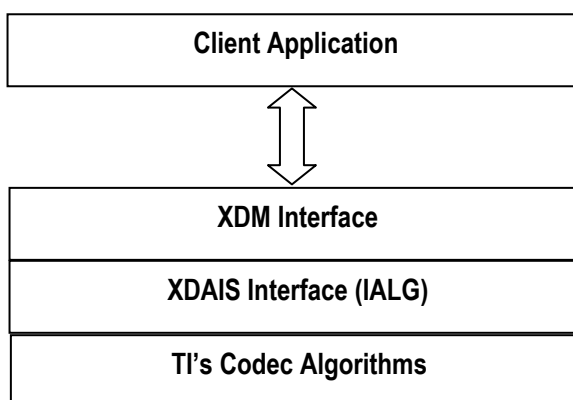 Client Application
XDM Interface
XDAIS Interface (IALG)
TI’s Codec Algorithms